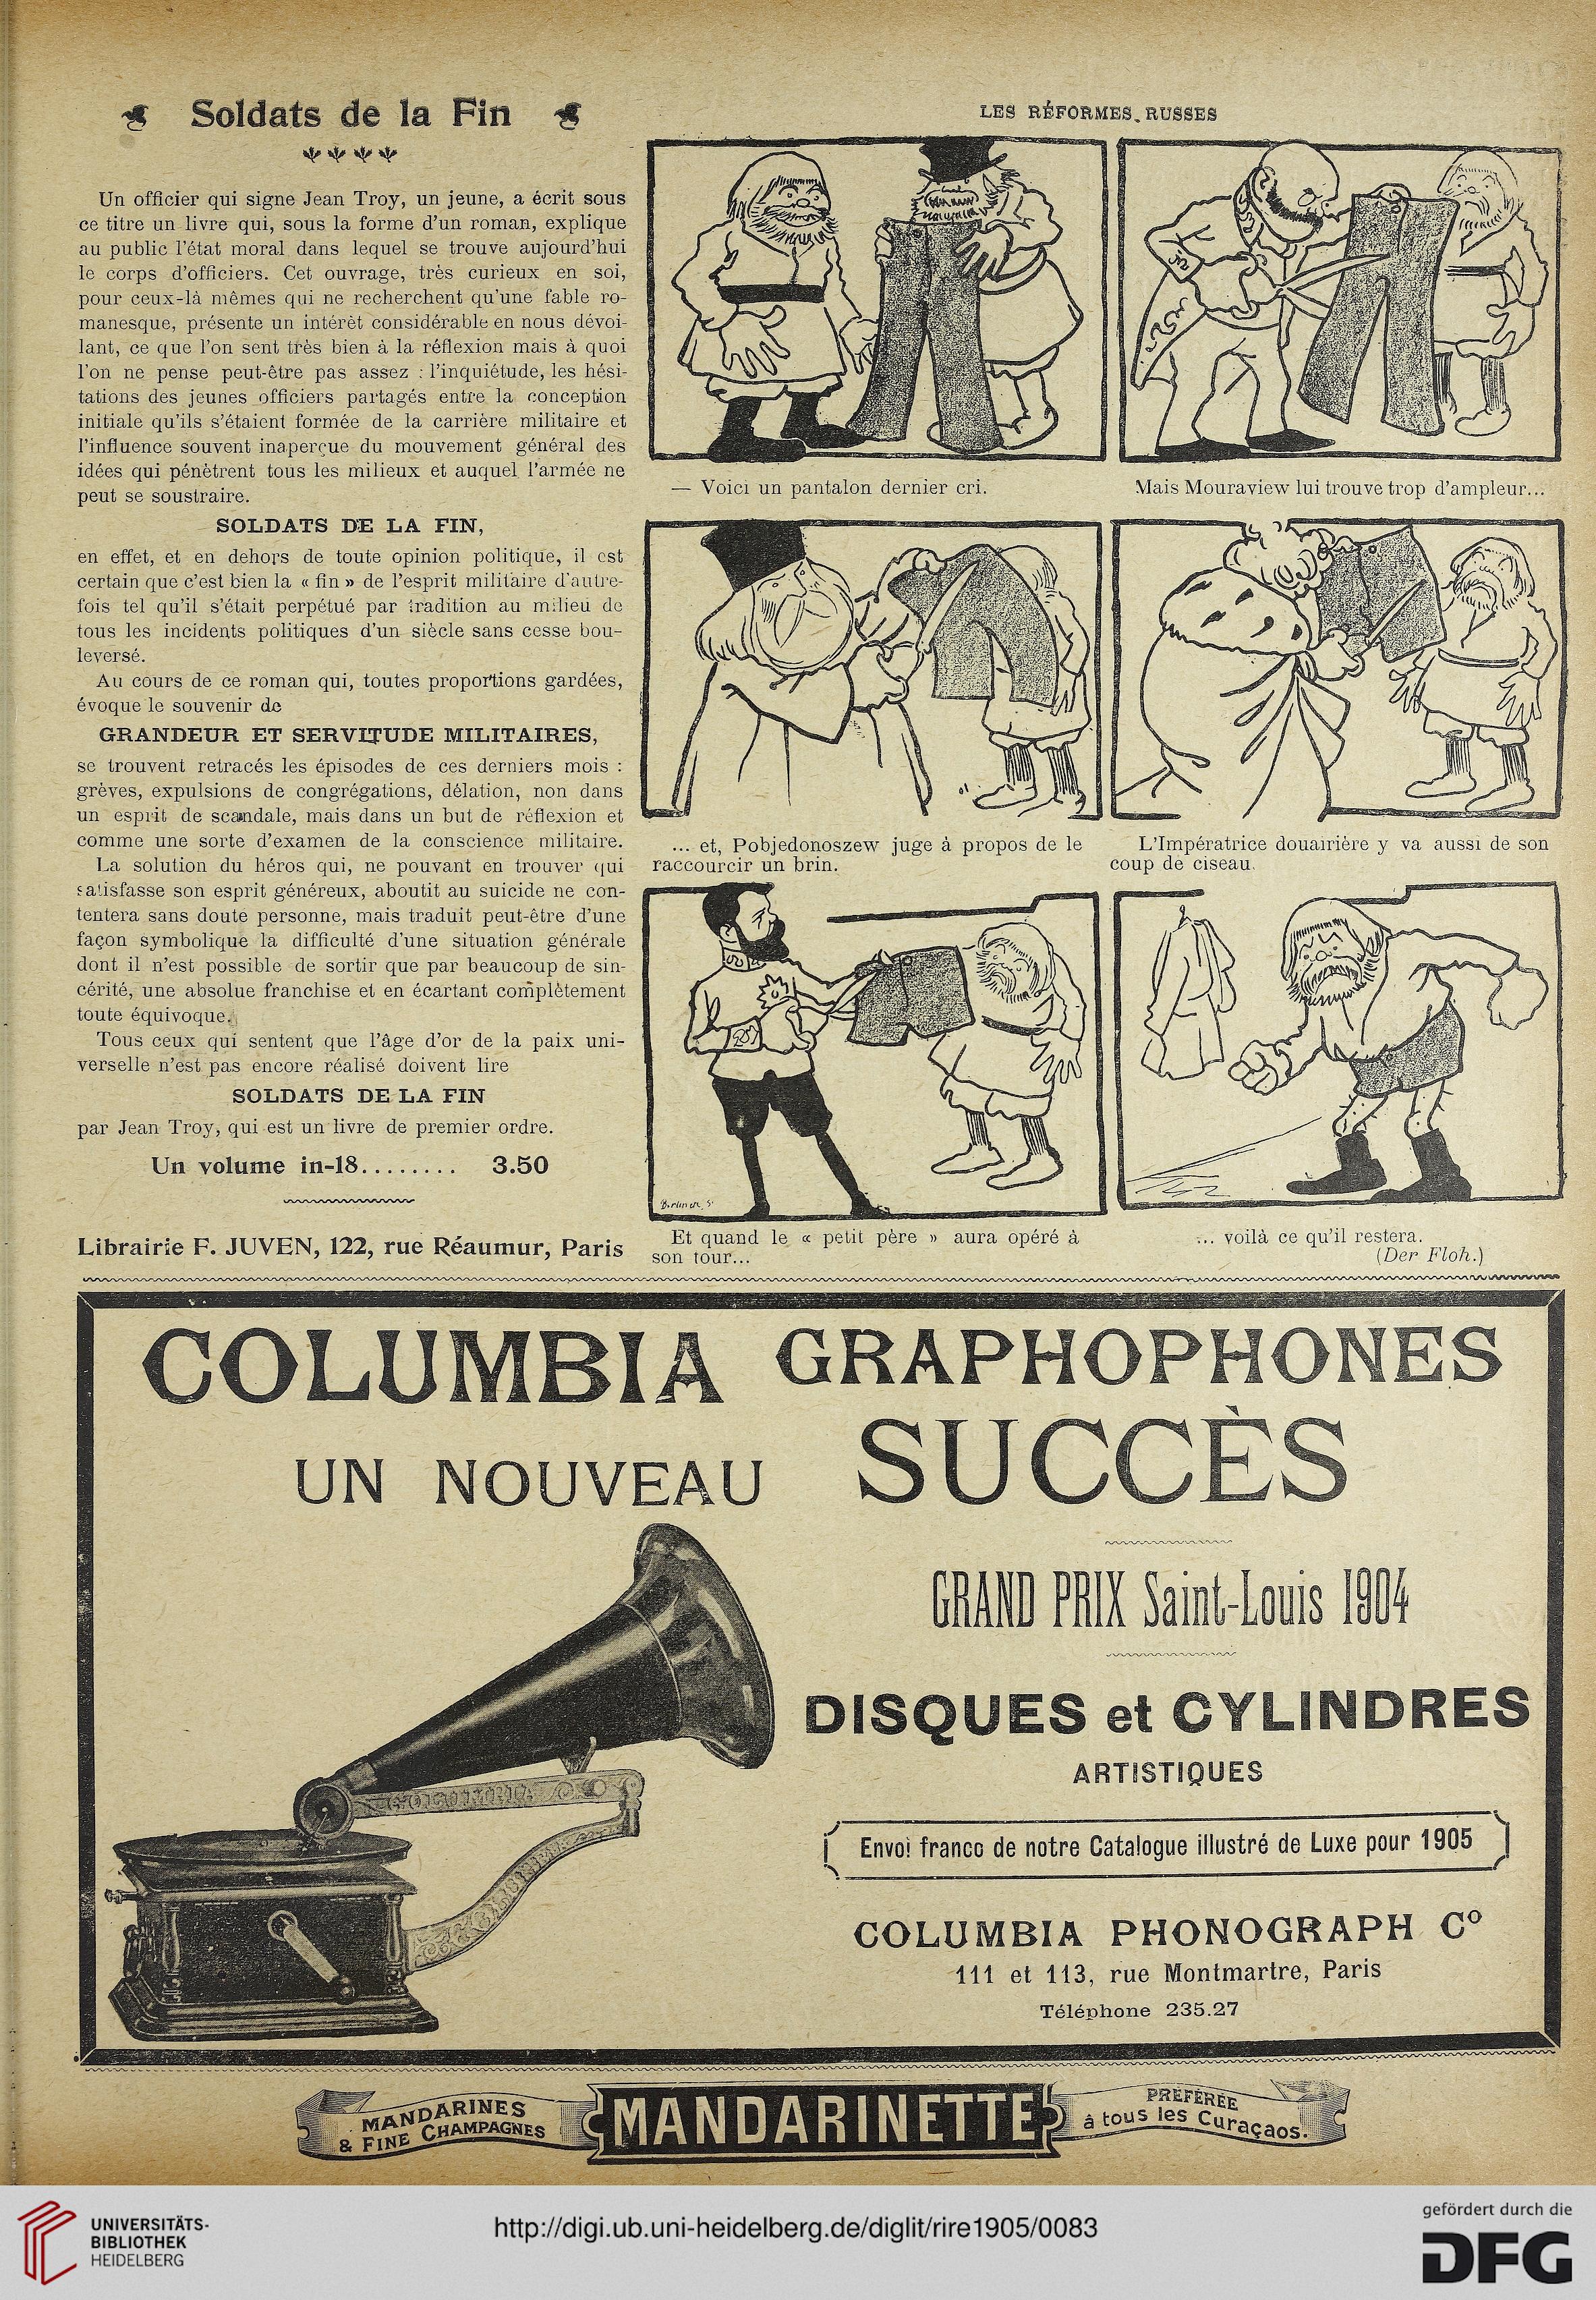 Soldats de la Fin
Un officier qui signe Jean Troy, un jeune, a écrit sous
ce titre un livre qui, sous la forme d'un roman, explique
au public l'état moral dans lequel se trouve aujourd'hui
le corps d'officiers. Cet ouvrage, très curieux en soi,
pour ceux-là mêmes qui ne recherchent qu'une fable ro-
manesque, présente un intérêt considérable en nous dévoi-
lant, ce que l'on sent très bien à la réflexion mais à quoi
l'on ne pense peut-être pas assez : l'inquiétude, les hési-
tations des jeunes officiers partagés entre la conception
initiale qu'ils s'étaient formée de la carrière militaire et
l'influence souvent inaperçue du mouvement général des
idées qui pénètrent tous les milieux et auquel l'armée ne
peut se soustraire.
SOLDATS DE LA FIN,
en effet, et en dehors de toute opinion politique, il est
certain que c'est bien la « fin » de l'esprit militaire d'autre-
fois tel qu'il s'était perpétué par tradition au milieu de
tous les incidents politiques d'un siècle sans cesse bou-
leversé.
Au cours de ce roman qui, toutes proportions gardées,
évoque le souvenir de
GRANDEUR ET SERVITUDE MILITAIRES,
se trouvent retracés les épisodes de ces derniers mois :
grèves, expulsions de congrégations, délation, non dans
un esprit de scandale, mais dans un but de réflexion et
comme une sorte d'examen de la conscience militaire.
La solution du héros qui, ne pouvant en trouver qui
satisfasse son esprit généreux, aboutit au suicide ne con-
tentera sans doute personne, mais traduit peut-être d'une
façon symbolique la difficulté d'une situation générale
dont il n'est possible de sortir que par beaucoup de sin-
cérité, une absolue franchise et en écartant complètement
toute équivoque.
Tous ceux qui sentent que l'âge d'or de la paix uni-
verselle n'est pas encore réalisé doivent lire
SOLDATS DE LA FIN
par Jean Troy, qui est un livre de premier ordre.
Un volume in-18........ 3.50
Librairie F. JUVEN, 122, rue Réaumur, Paris
LES RÉFORMES RUSSES
— Voici un pantalon dernier cri.
Mais Mouraview lui trouve trop d'ampleur...
... et, Pobjedonoszew juge à propos de le
raccourcir un brin.
L'Impératrice douairière y va aussi de son
coup de ciseau.
Et quand le « petit père » aura opéré à
son tour...
... voilà ce qu'il restera.
(Der Floh.)
COLUMBIA GRAPHOPHONES
UN NOUVEAU SUCCÈS
GRAND PRIX Saint-Louis 1904
DISQUES et CYLINDRES
ARTISTIQUES
COLUMBIA
Envoi franco de notre Catalogue illustré de Luxe pour 1905
COLUMBIA PHONOGRAPH Cº
111 et 113, rue Montmartre, Paris
Téléphone 235.27
MANDARINES
& FINE CHAMPAGNES
MANDARINETTE
PRÉFÉRÉE
à tous les Curaçaos.
UNIVERSITÄTS-
BIBLIOTHEK
HEIDELBERG
http://digi.ub.uni-heidelberg.de/diglit/rire1905/0083
gefördert durch die
DFG